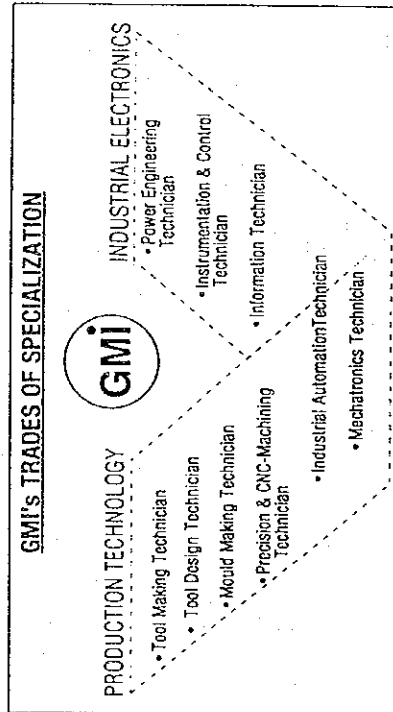 GMI's TRADES OF SPECIALIZATION
GMI
PRODUCTION TECHNOLOGY
• Tool Making Technician
• Tool Design Technician
• Mould Making Technician
• Precision & CNC-Machining
Technician
INDUSTRIAL ELECTRONICS
• Power Engineering
Technician
• Instrumentation & Control
Technician
• Information Technician
• Industrial AutomationTechnician
• Mechatronics Technician